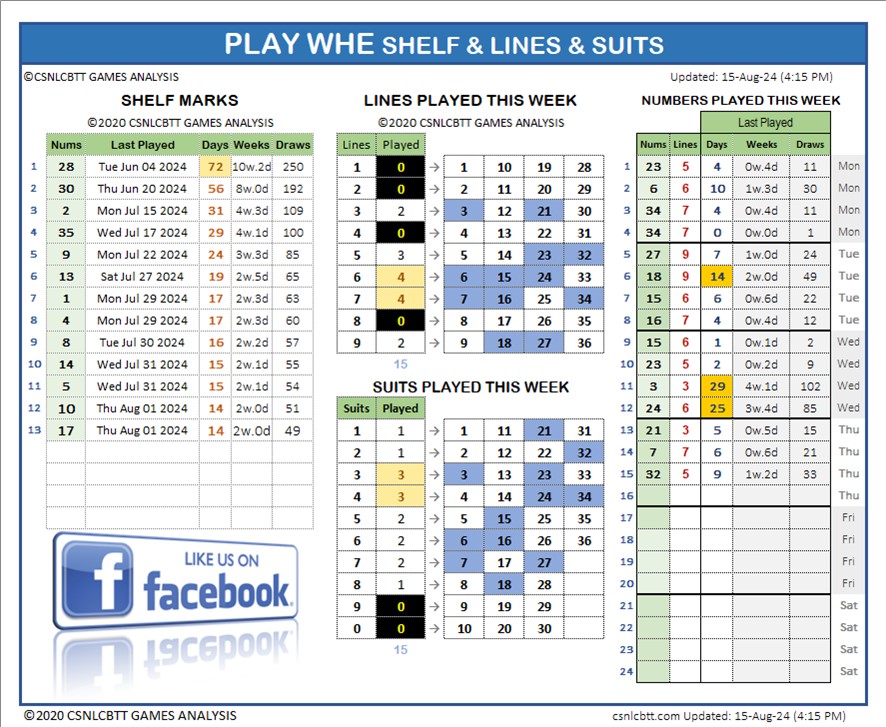 PLAY WHE SHELF & LINES & SUITS
©CSNLCBTT GAMES ANALYSIS
Updated: 15-Aug-24 (4:15 PM)
SHELF MARKS
©2020 CSNLCBTT GAMES ANALYSIS
Nums Last Played Days Weeks Draws
1 28 Tue Jun 04 2024 72 10w.2d 250
2 30 Thu Jun 20 2024 56 8w.0d 192
3 2 Mon Jul 15 2024 31 4w.3d 109
4 35 Wed Jul 17 2024 29 4w.1d 100
5 9 Mon Jul 22 2024 24 3w.3d 85
6 13 Sat Jul 27 2024 19 2w.5d 65
7 1 Mon Jul 29 2024 17 2w.3d 63
8 4 Mon Jul 29 2024 17 2w.3d 60
9 8 Tue Jul 30 2024 16 2w.2d 57
10 14 Wed Jul 31 2024 15 2w.1d 55
11 5 Wed Jul 31 2024 15 2w.1d 54
12 10 Thu Aug 01 2024 14 2w.0d 51
13 17 Thu Aug 01 2024 14 2w.0d 49
LIKE US ON
facebook
LINES PLAYED THIS WEEK
©2020 CSNLCBTT GAMES ANALYSIS
Lines Played
1 0 → 1 10 19 28
2 0 → 2 11 20 29
3 2 → 3 12 21 30
4 0 → 4 13 22 31
5 3 → 5 14 23 32
6 4 → 6 15 24 33
7 4 → 7 16 25 34
8 0 → 8 17 26 35
9 2 → 9 18 27 36
15
SUITS PLAYED THIS WEEK
Suits Played
1 1 → 1 11 21 31
2 1 → 2 12 22 32
3 3 → 3 13 23 33
4 3 → 4 14 24 34
5 2 → 5 15 25 35
6 2 → 6 16 26 36
7 2 → 7 17 27
8 1 → 8 18 28
9 0 → 9 19 29
0 0 → 10 20 30
15
NUMBERS PLAYED THIS WEEK
Last Played
Nums Lines Days Weeks Draws
1 23 5 4 0w.4d 11 Mon
2 6 6 10 1w.3d 30 Mon
3 34 7 4 0w.4d 11 Mon
4 34 7 0 0w.0d 1 Mon
5 27 9 7 1w.0d 24 Tue
6 18 9 14 2w.0d 49 Tue
7 15 6 6 0w.6d 22 Tue
8 16 7 4 0w.4d 12 Tue
9 15 6 1 0w.1d 2 Wed
10 23 5 2 0w.2d 9 Wed
11 3 3 29 4w.1d 102 Wed
12 24 6 25 3w.4d 85 Wed
13 21 3 5 0w.5d 15 Thu
14 7 7 6 0w.6d 21 Thu
15 32 5 9 1w.2d 33 Thu
16 Thu
17 Fri
18 Fri
19 Fri
20 Fri
21 Sat
22 Sat
23 Sat
24 Sat
©2020 CSNLCBTT GAMES ANALYSIS
csnlcbtt.com Updated: 15-Aug-24 (4:15 PM)